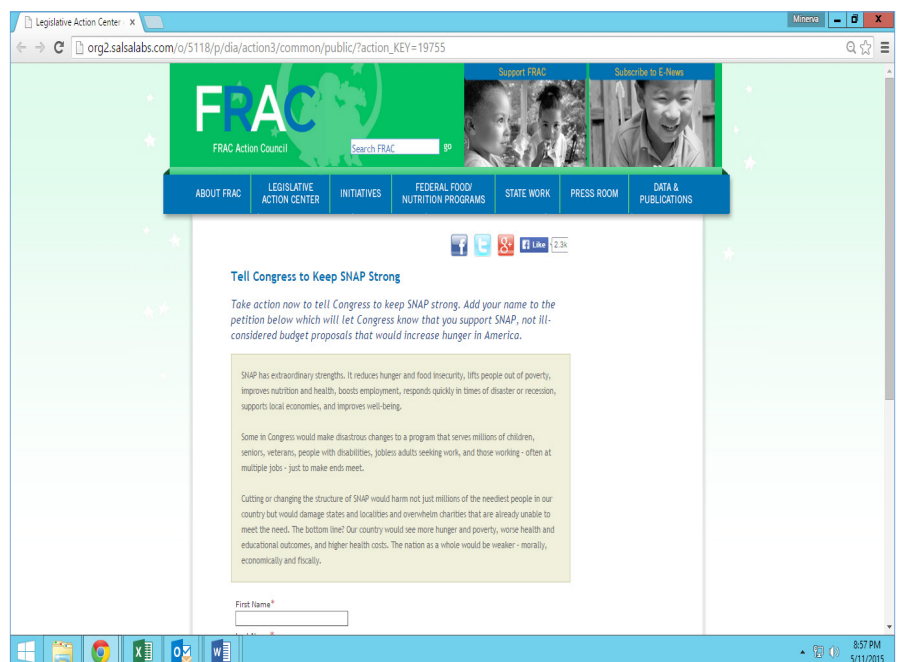 Legislative Action Center
Minerva
org2.salsalabs.com/o/5118/p/dia/action3/common/public/?action_KEY=19755
Support FRAC
Subscribe to E-News
FRAC
FRAC Action Council
Search FRAC
go
ABOUT FRAC
LEGISLATIVE
ACTION CENTER
INITIATIVES
FEDERAL FOOD/
NUTRITION PROGRAMS
STATE WORK
PRESS ROOM
DATA &
PUBLICATIONS
Like
2.3k
Tell Congress to Keep SNAP Strong
Take action now to tell Congress to keep SNAP strong. Add your name to the
petition below which will let Congress know that you support SNAP, not ill-
considered budget proposals that would increase hunger in America.
SNAP has extraordinary strengths. It reduces hunger and food insecurity, lifts people out of poverty,
improves nutrition and health, boosts employment, responds quickly in times of disaster or recession,
supports local economies, and improves well-being.
Some in Congress would make disastrous changes to a program that serves millions of children,
seniors, veterans, people with disabilities, jobless adults seeking work, and those working - often at
multiple jobs - just to make ends meet.
Cutting or changing the structure of SNAP would harm not just millions of the neediest people in our
country but would damage states and localities and overwhelm charities that are already unable to
meet the need. The bottom line? Our country would see more hunger and poverty, worse health and
educational outcomes, and higher health costs. The nation as a whole would be weaker - morally,
economically and fiscally.
First Name*
8:57 PM
5/11/2015